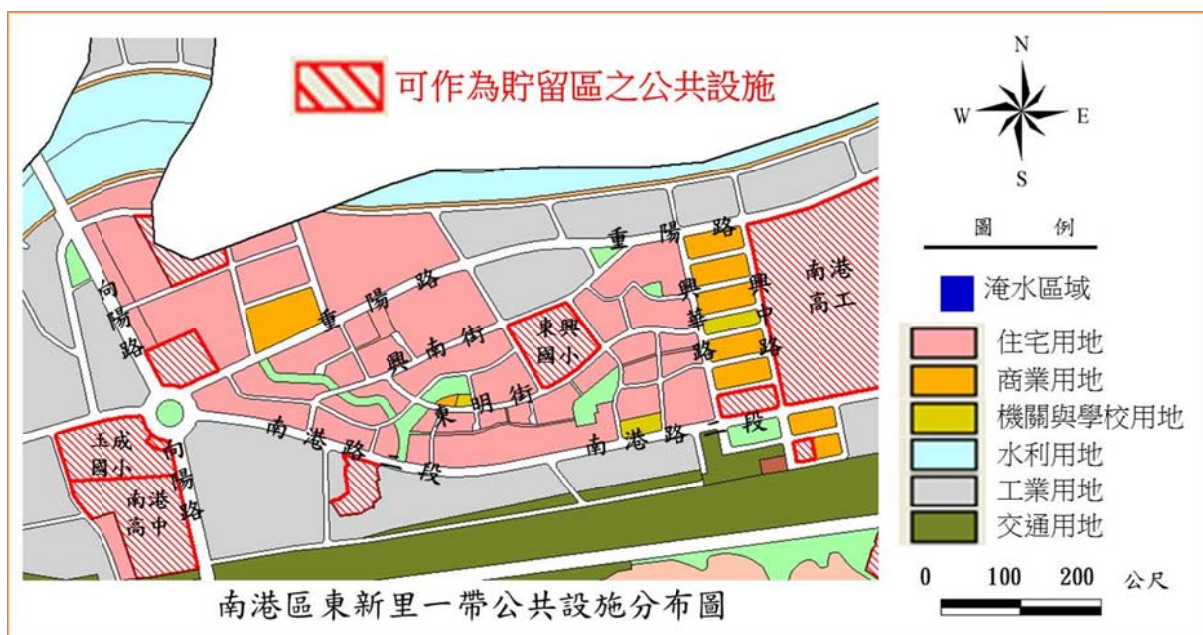 可作為貯留區之公共設施
N
W
E
S
圖 例
淹水區域
住宅用地
商業用地
機關與學校用地
水利用地
工業用地
交通用地
0 100 200 公尺
重陽路
南港
高工
向陽路
重陽路
興華路
興中路
興南街
東興
國小
東明街
南港路一段
南港路一段
玉成
國小
向陽路
南港
高中
南港區東新里一帶公共設施分布圖